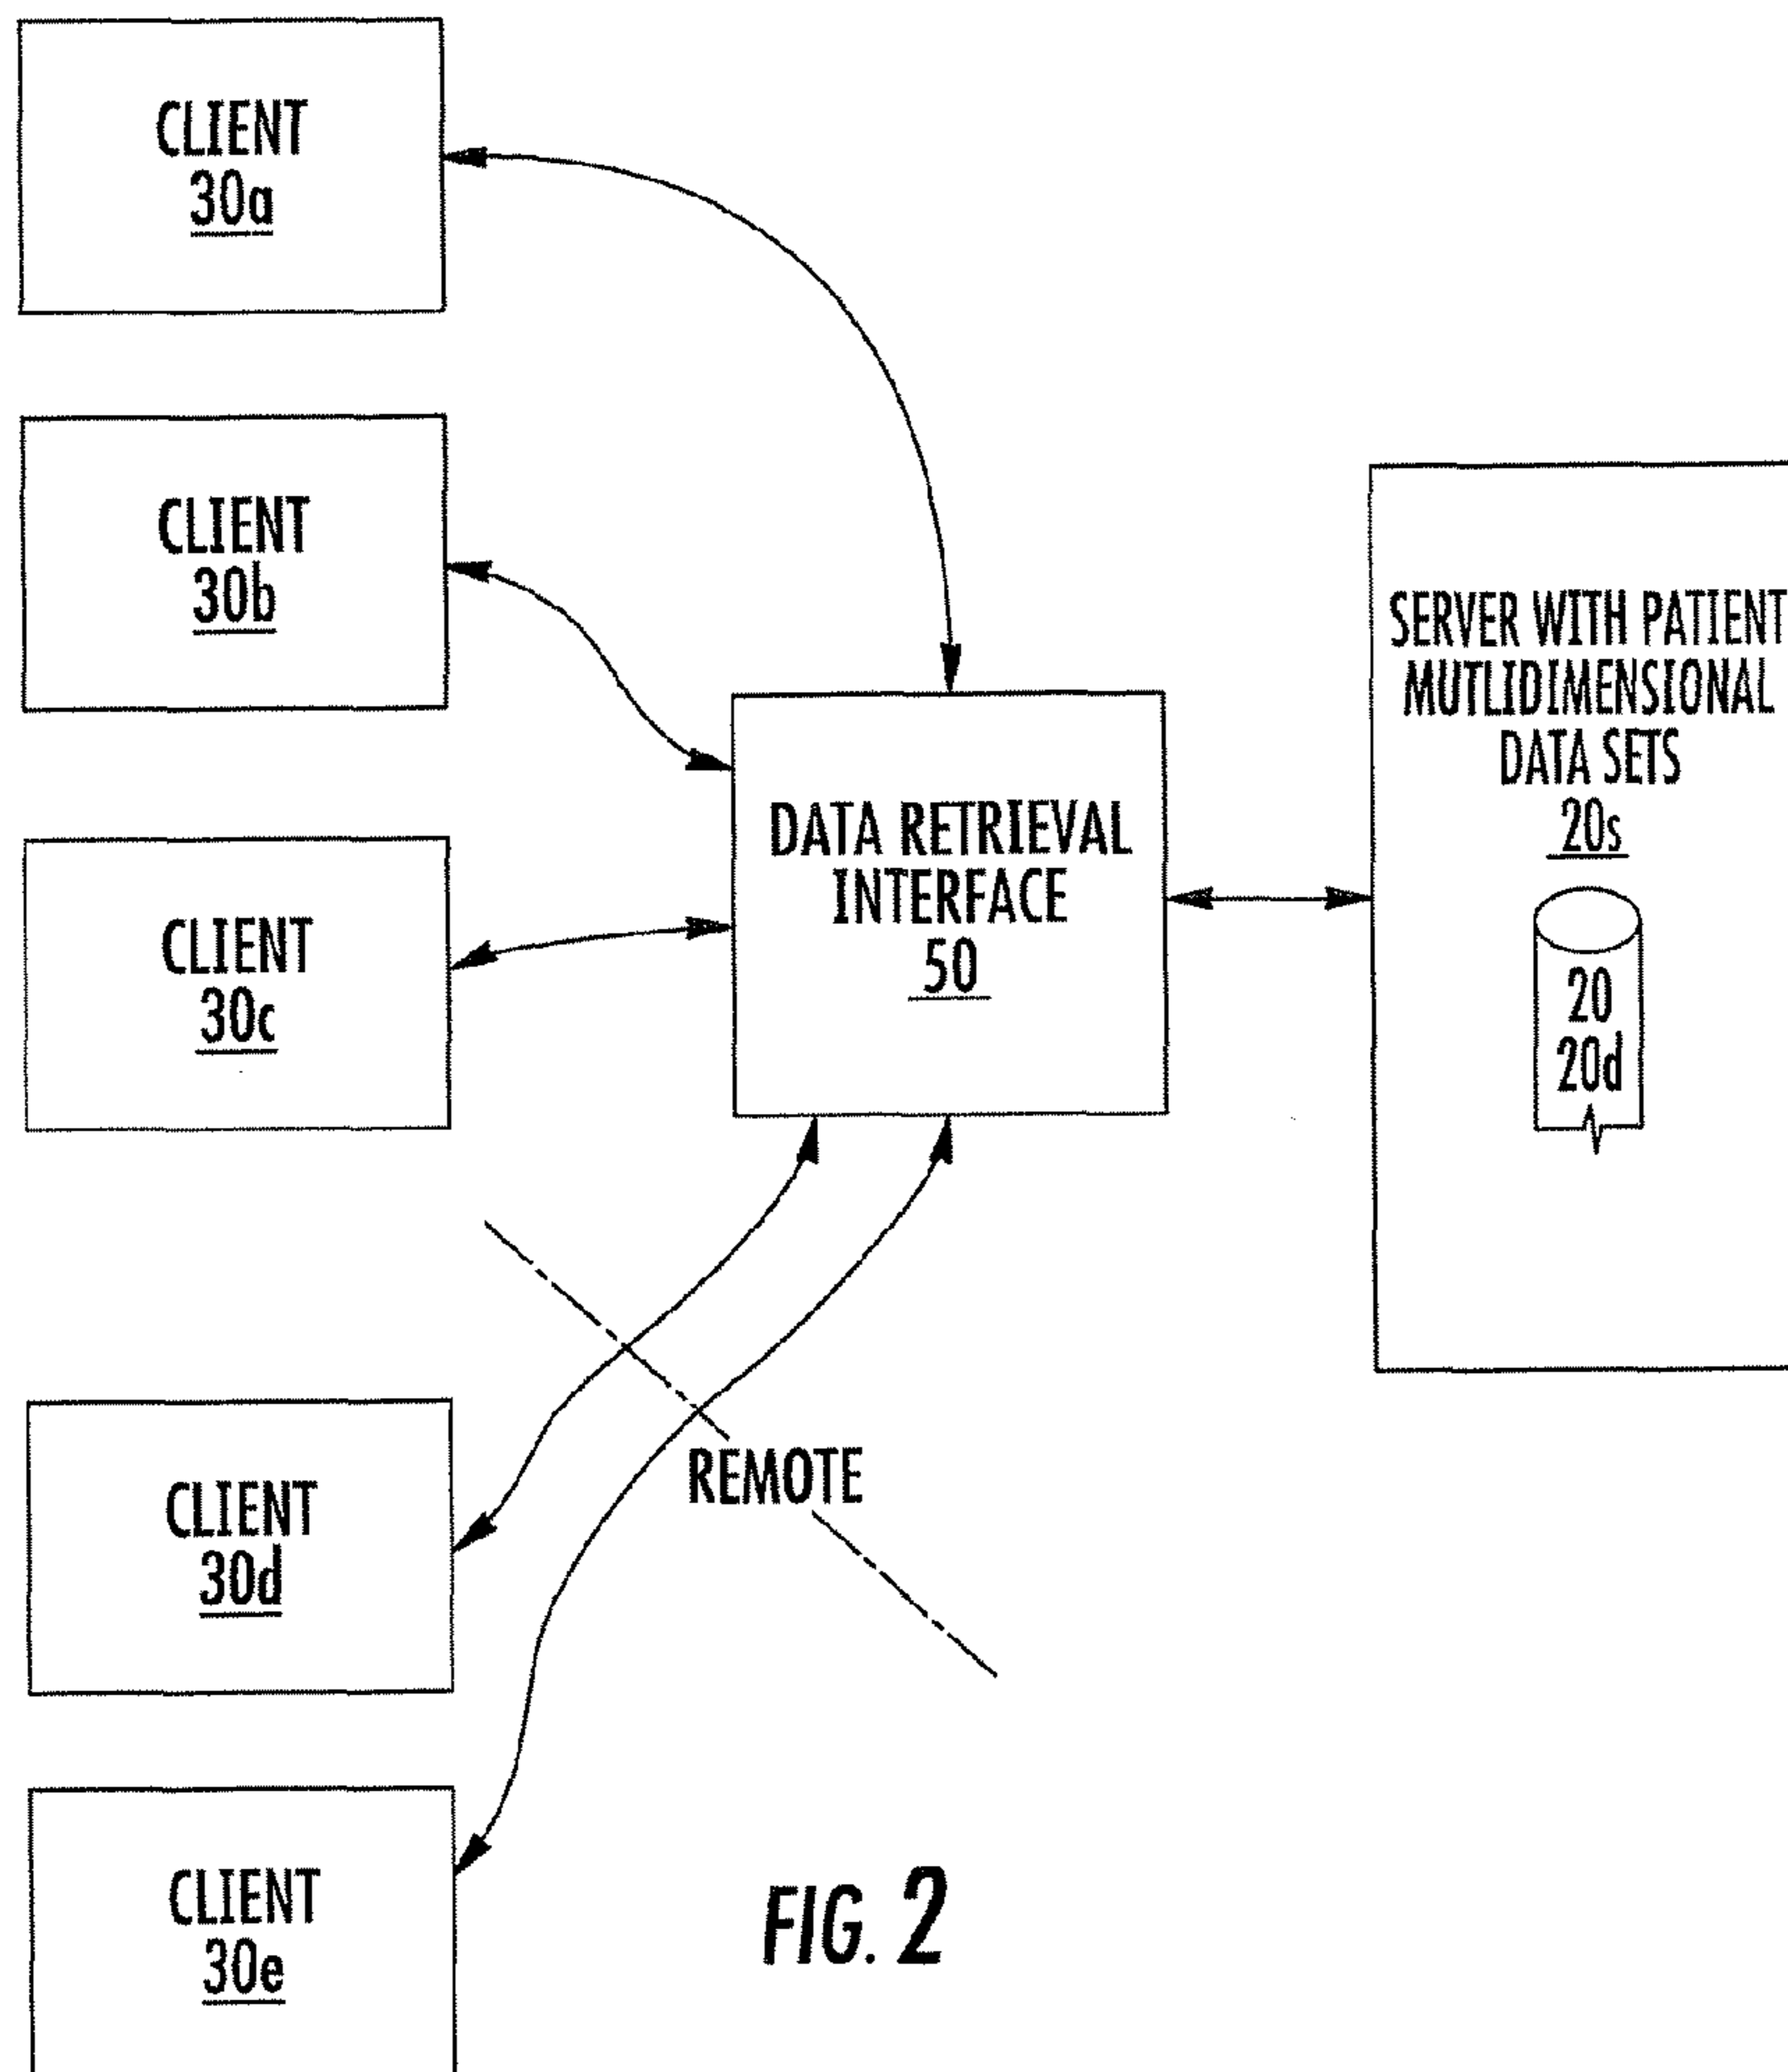 CLIENT
30a
CLIENT
30b
CLIENT
30c
DATA RETRIEVAL
INTERFACE
50
SERVER WITH PATIENT
MUTLIDIMENSIONAL
DATA SETS
20s
20
20d
REMOTE
CLIENT
30d
CLIENT
30e
FIG. 2